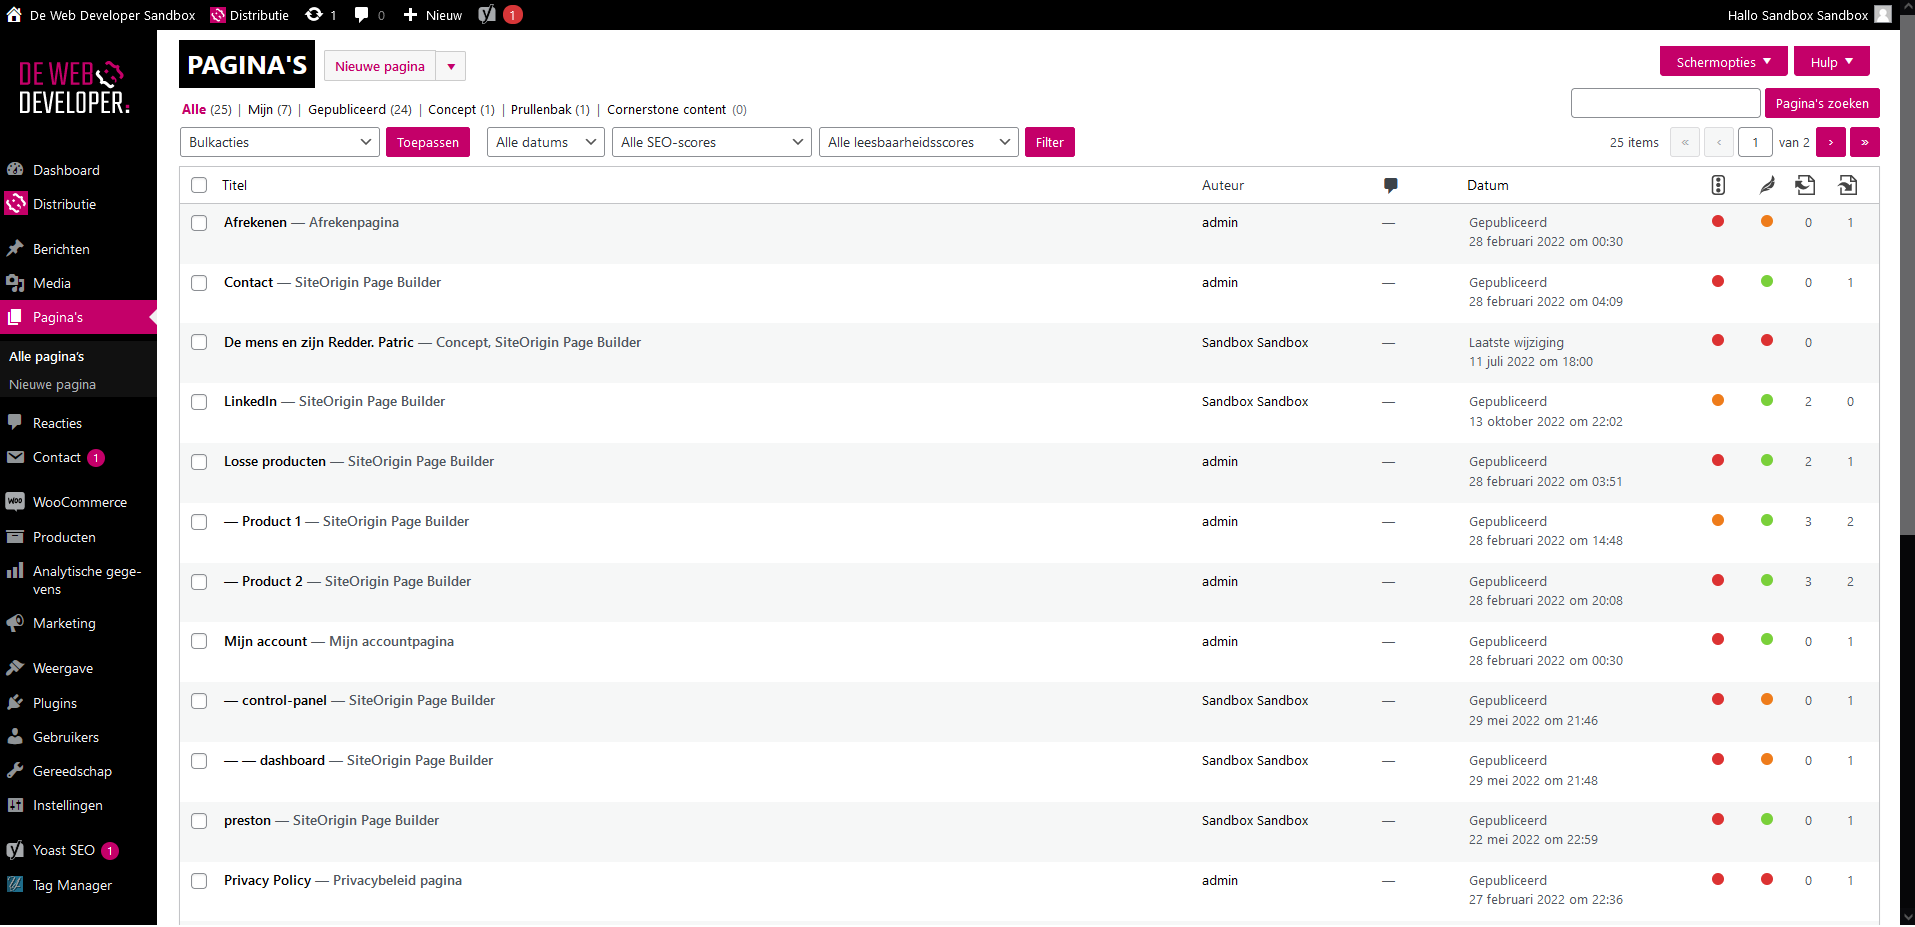 De Web Developer Sandbox Distributie 1 0 Nieuw 1 Hallo Sandbox Sandbox
DE WEB
DEVELOPER.
Dashboard
Distributie
Berichten
Media
Pagina's
Alle pagina's
Nieuwe pagina
Reacties
Contact 1
WooCommerce
Producten
Analytische gege-
vens
Marketing
Weergave
Plugins
Gebruikers
Gereedschap
Instellingen
Yoast SEO 1
Tag Manager
PAGINA'S Nieuwe pagina Schermopties Hulp
Alle (25) | Mijn (7) | Gepubliceerd (24) | Concept (1) | Prullenbak (1) | Cornerstone content (0) Pagina's zoeken
Bulkacties Toepassen Alle datums Alle SEO-scores Alle leesbaarheidsscores Filter 25 items « ‹ 1 van 2 › »
Titel Auteur Datum
Afrekenen — Afrekenpagina admin — Gepubliceerd 0 1
28 februari 2022 om 00:30
Contact — SiteOrigin Page Builder admin — Gepubliceerd 0 1
28 februari 2022 om 04:09
De mens en zijn Redder. Patric — Concept, SiteOrigin Page Builder Sandbox Sandbox — Laatste wijziging 0
11 juli 2022 om 18:00
LinkedIn — SiteOrigin Page Builder Sandbox Sandbox — Gepubliceerd 2 0
13 oktober 2022 om 22:02
Losse producten — SiteOrigin Page Builder admin — Gepubliceerd 2 1
28 februari 2022 om 03:51
— Product 1 — SiteOrigin Page Builder admin — Gepubliceerd 3 2
28 februari 2022 om 14:48
— Product 2 — SiteOrigin Page Builder admin — Gepubliceerd 3 2
28 februari 2022 om 20:08
Mijn account — Mijn accountpagina admin — Gepubliceerd 0 1
28 februari 2022 om 00:30
— control-panel — SiteOrigin Page Builder Sandbox Sandbox — Gepubliceerd 0 1
29 mei 2022 om 21:46
— — dashboard — SiteOrigin Page Builder Sandbox Sandbox — Gepubliceerd 0 1
29 mei 2022 om 21:48
preston — SiteOrigin Page Builder Sandbox Sandbox — Gepubliceerd 0 1
22 mei 2022 om 22:59
Privacy Policy — Privacybeleid pagina admin — Gepubliceerd 0 1
27 februari 2022 om 22:36